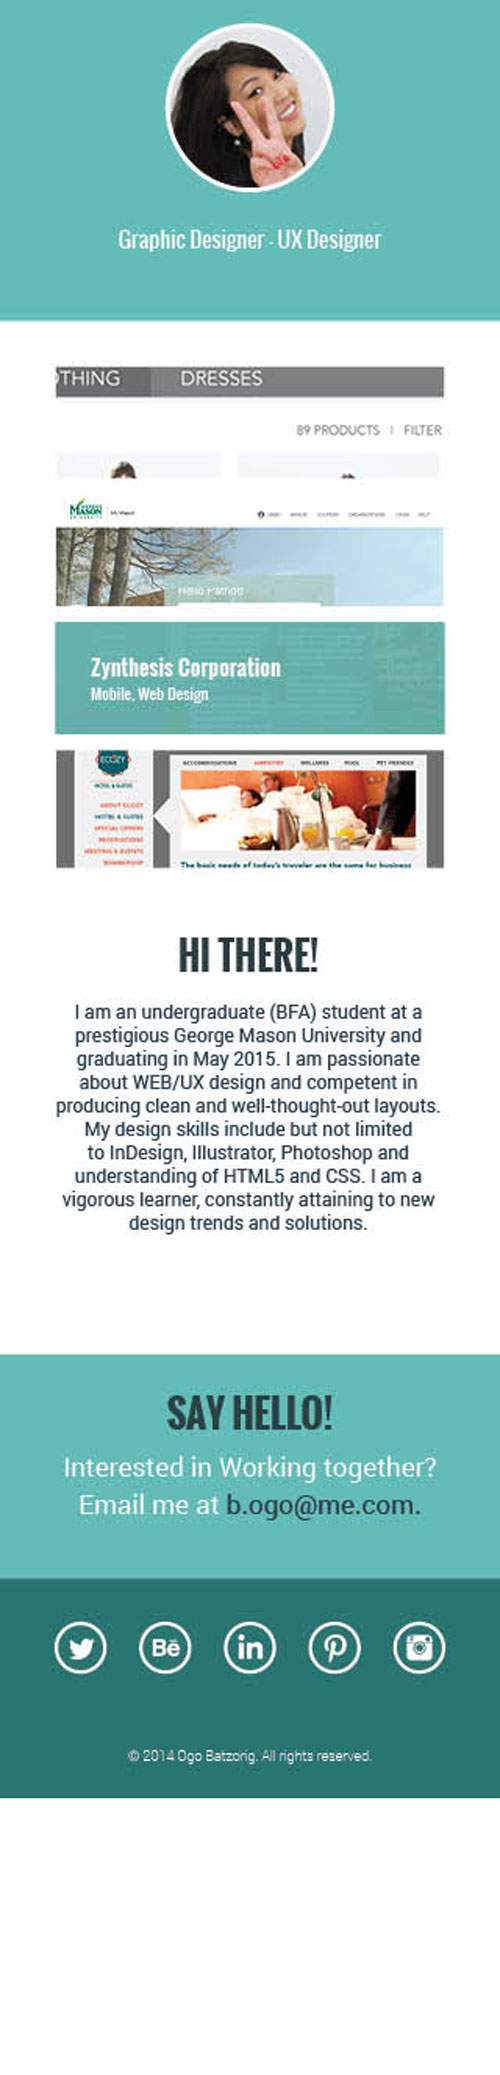 Graphic Designer - UX Designer
OTHING DRESSES
89 PRODUCTS | FILTER
GEORGE
MASON
UNIVERSITY
My Mason
ORGANIZATIONS HELP
Hello Patriot!
Zynthesis Corporation
Mobile, Web Design
ECOZY
HOTEL & SUITES
ACCOMMODATIONS AMENITIES WELLNESS POOL PET FRIENDLY
ABOUT ECOZY
HOTEL & SUITES
SPECIAL OFFERS
RESERVATIONS
MEETING & EVENTS
MEMBERSHIP
The basic needs of today's traveler are the same for business
HI THERE!
I am an undergraduate (BFA) student at a
prestigious George Mason University and
graduating in May 2015. I am passionate
about WEB/UX design and competent in
producing clean and well-thought-out layouts.
My design skills include but not limited
to InDesign, Illustrator, Photoshop and
understanding of HTML5 and CSS. I am a
vigorous learner, constantly attaining to new
design trends and solutions.
SAY HELLO!
Interested in Working together?
Email me at b.ogo@me.com.
Bē in
© 2014 Ogo Batzorig. All rights reserved.